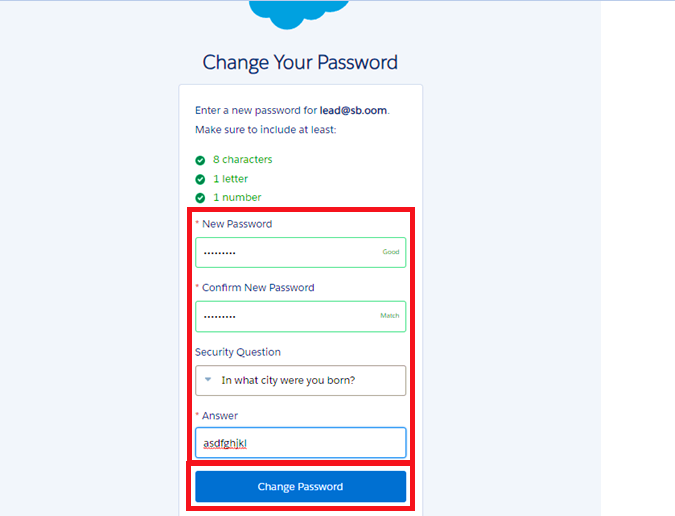 Change Your Password
Enter a new password for lead@sb.oom.
Make sure to include at least:
8 characters
1 letter
1 number
* New Password
••••••••• Good
* Confirm New Password
••••••••• Match
Security Question
In what city were you born?
* Answer
asdfghjkl
Change Password